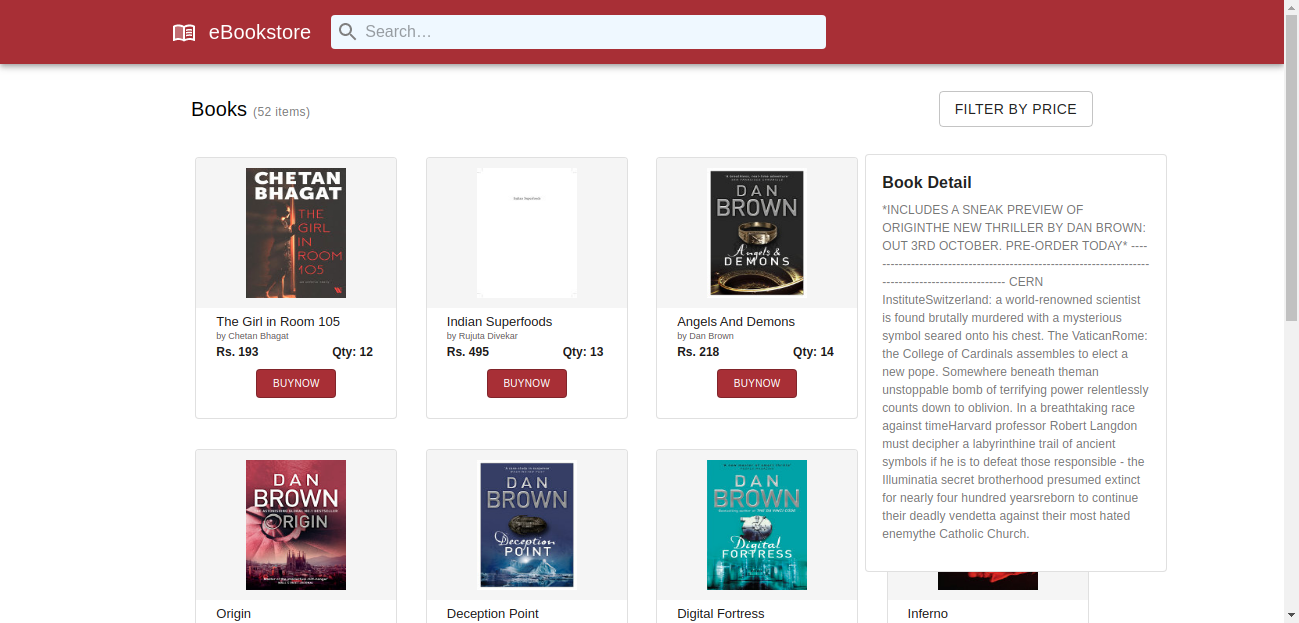 eBookstore
Search…
Books (52 items)
FILTER BY PRICE
CHETAN
BHAGAT
THE
GIRL
IN
ROOM
105
The Girl in Room 105
by Chetan Bhagat
Rs. 193 Qty: 12
BUYNOW
Indian Superfoods
Indian Superfoods
by Rujuta Divekar
Rs. 495 Qty: 13
BUYNOW
DAN
BROWN
Angels &
DEMONS
Angels And Demons
by Dan Brown
Rs. 218 Qty: 14
BUYNOW
Book Detail
*INCLUDES A SNEAK PREVIEW OF
ORIGINTHE NEW THRILLER BY DAN BROWN:
OUT 3RD OCTOBER. PRE-ORDER TODAY* ----
-----------------------------------------------------------------
------------------------------ CERN
InstituteSwitzerland: a world-renowned scientist
is found brutally murdered with a mysterious
symbol seared onto his chest. The VaticanRome:
the College of Cardinals assembles to elect a
new pope. Somewhere beneath theman
unstoppable bomb of terrifying power relentlessly
counts down to oblivion. In a breathtaking race
against timeHarvard professor Robert Langdon
must decipher a labyrinthine trail of ancient
symbols if he is to defeat those responsible - the
Illuminatia secret brotherhood presumed extinct
for nearly four hundred yearsreborn to continue
their deadly vendetta against their most hated
enemythe Catholic Church.
DAN
BROWN
ORIGIN
Origin
DAN
BROWN
Deception
POINT
Deception Point
DAN
BROWN
Digital
FORTRESS
Digital Fortress
Inferno